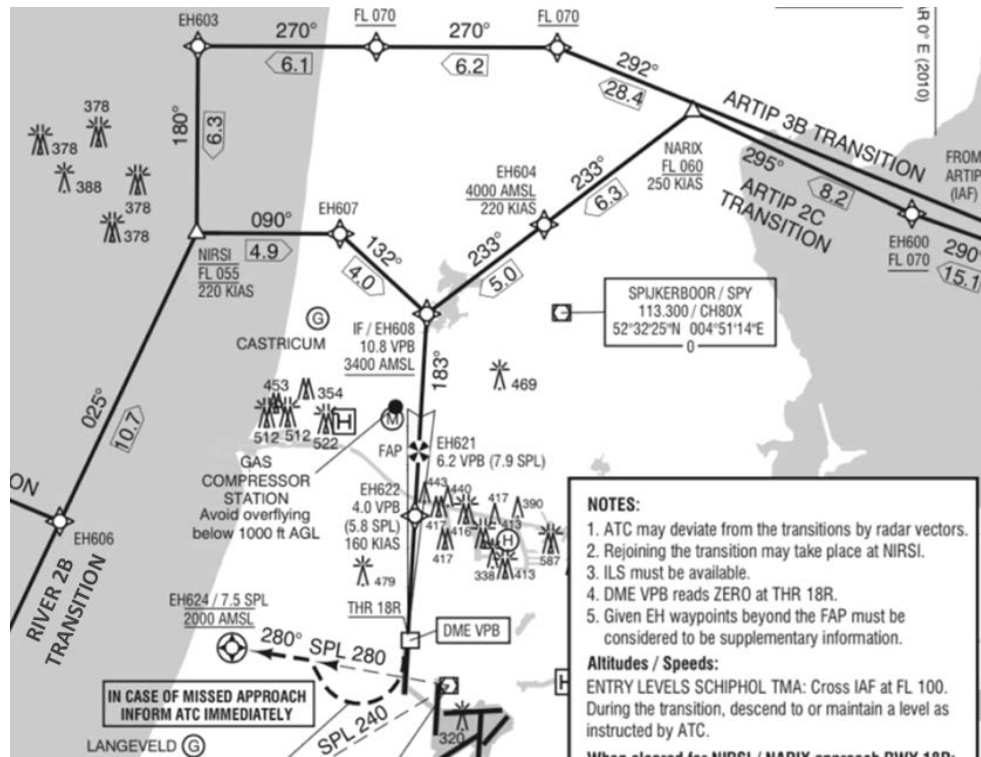 EH603
270°
6.1
FL 070
270°
6.2
FL 070
292°
28.4
ARTIP 3B TRANSITION
AR 0° E (2010)
180°
6.3
378
378
388
378
378
NARIX
FL 060
250 KIAS
295°
8.2
ARTIP 2C
TRANSITION
FROM
ARTIP
(IAF)
EH604
4000 AMSL
220 KIAS
233°
6.3
EH600
FL 070
290°
15.1
090°
4.9
EH607
NIRSI
FL 055
220 KIAS
132°
4.0
233°
5.0
SPIJKERBOOR / SPY
113.300 / CH80X
52°32'25"N 004°51'14"E
0
G
CASTRICUM
IF / EH608
10.8 VPB
3400 AMSL
183°
469
025°
10.7
453
354
512
512
522
H
M
FAP
EH621
6.2 VPB (7.9 SPL)
GAS
COMPRESSOR
STATION
Avoid overflying
below 1000 ft AGL
EH622
4.0 VPB
(5.8 SPL)
160 KIAS
443
440
417
390
417
416
413
417
H
338
413
587
479
ON
EH606
RIVER 2B
TRANSITION
EH624 / 7.5 SPL
2000 AMSL
THR 18R
DME VPB
280°
SPL 280
SPL 240
IN CASE OF MISSED APPROACH
INFORM ATC IMMEDIATELY
LANGEVELD G
320
H
NOTES:
1. ATC may deviate from the transitions by radar vectors.
2. Rejoining the transition may take place at NIRSI.
3. ILS must be available.
4. DME VPB reads ZERO at THR 18R.
5. Given EH waypoints beyond the FAP must be
considered to be supplementary information.
Altitudes / Speeds:
ENTRY LEVELS SCHIPHOL TMA: Cross IAF at FL 100.
During the transition, descend to or maintain a level as
instructed by ATC.
When cleared for NIRSI / NARIX approach RWY 18R: